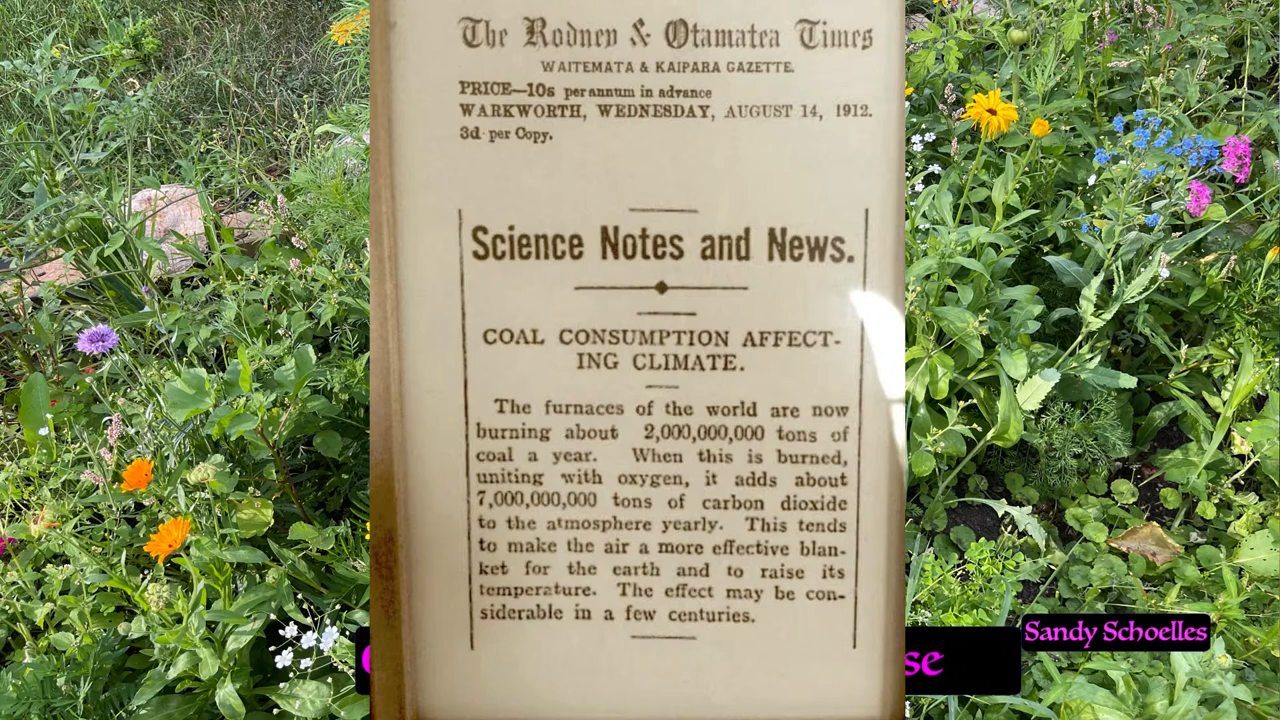 The Rodney & Otamatea Times
WAITEMATA & KAIPARA GAZETTE.
PRICE—10s per annum in advance
WARKWORTH, WEDNESDAY, AUGUST 14, 1912.
3d per Copy.
Science Notes and News.
COAL CONSUMPTION AFFECT-
ING CLIMATE.
The furnaces of the world are now
burning about 2,000,000,000 tons of
coal a year. When this is burned,
uniting with oxygen, it adds about
7,000,000,000 tons of carbon dioxide
to the atmosphere yearly. This tends
to make the air a more effective blan-
ket for the earth and to raise its
temperature. The effect may be con-
siderable in a few centuries.
Sandy Schoelles